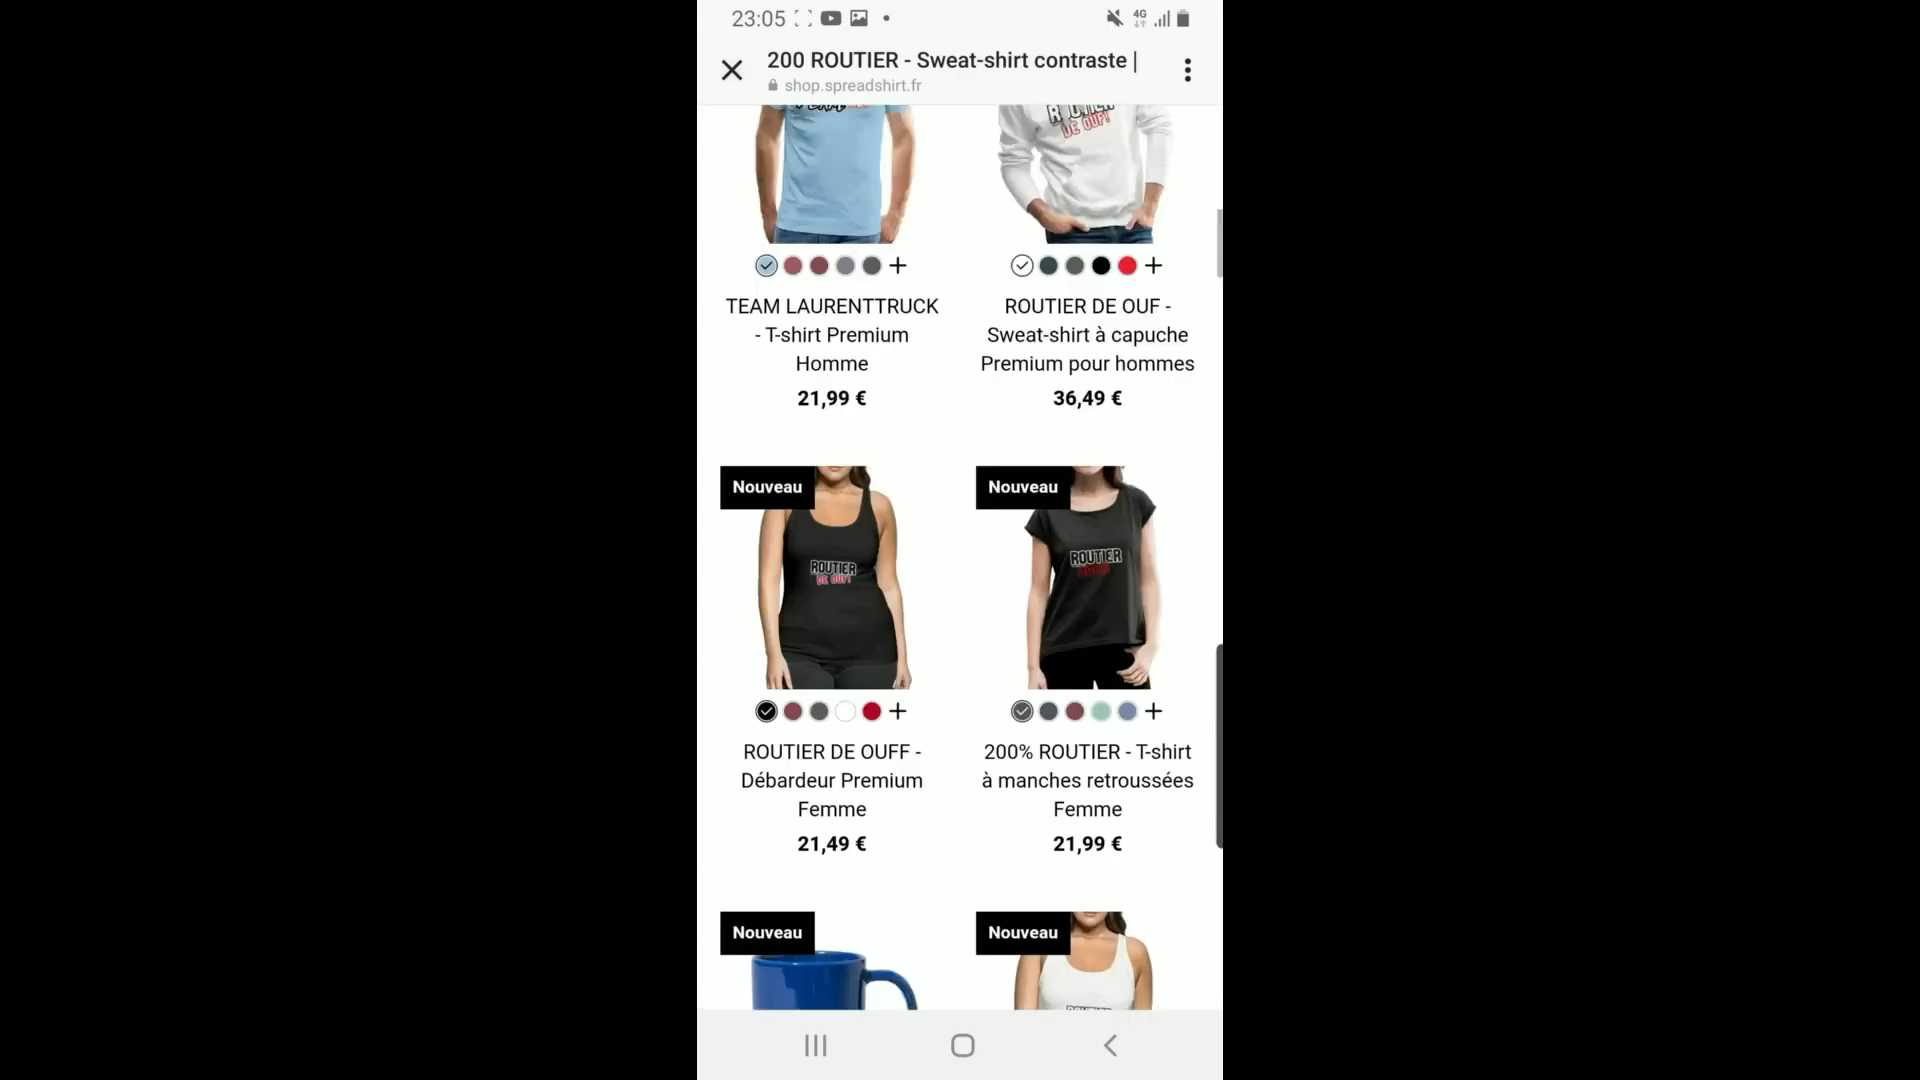 23:05
4G
200 ROUTIER - Sweat-shirt contraste |
shop.spreadshirt.fr
ROUTIER
DE OUF!
TEAM LAURENTTRUCK
- T-shirt Premium
Homme
21,99 €
ROUTIER DE OUF -
Sweat-shirt à capuche
Premium pour hommes
36,49 €
Nouveau
ROUTIER
DE OUF!
Nouveau
ROUTIER
ROUTIER DE OUFF -
Débardeur Premium
Femme
21,49 €
200% ROUTIER - T-shirt
à manches retroussées
Femme
21,99 €
Nouveau
Nouveau